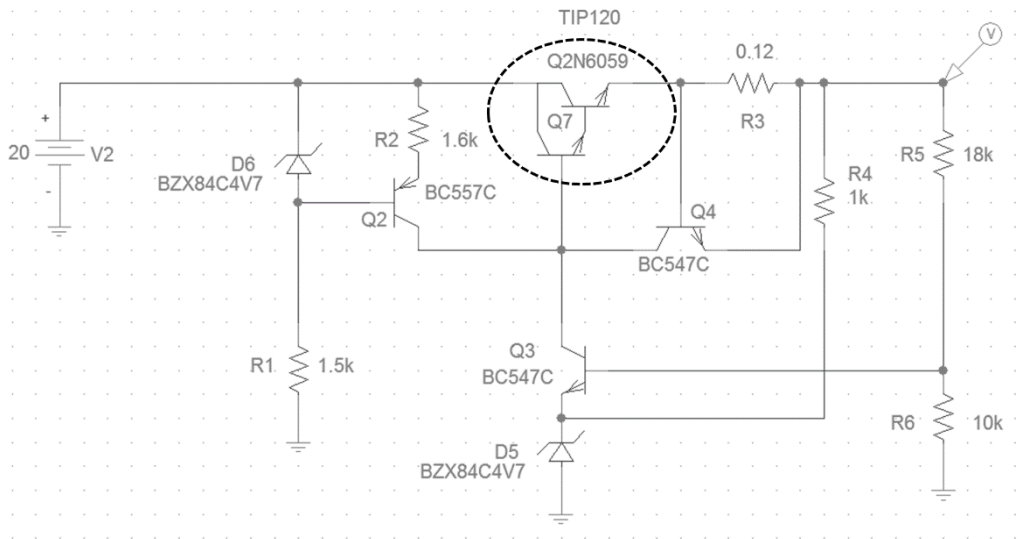 TIP120
Q2N6059
Q7
0.12
R3
V
+
20
V2
-
D6
BZX84C4V7
R2
1.6k
BC557C
Q2
Q4
BC547C
R4
1k
R5
18k
R1
1.5k
Q3
BC547C
D5
BZX84C4V7
R6
10k